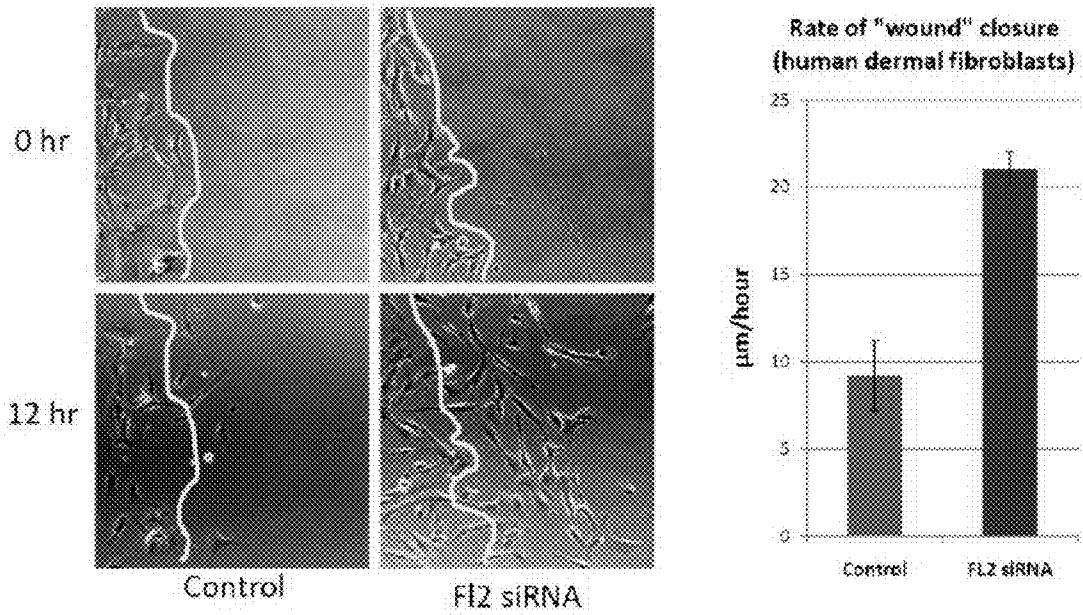 0 hr
12 hr
Control
Fl2 siRNA
Rate of "wound" closure
(human dermal fibroblasts)
µm/hour
25
20
15
10
5
0
Control
FL2 siRNA